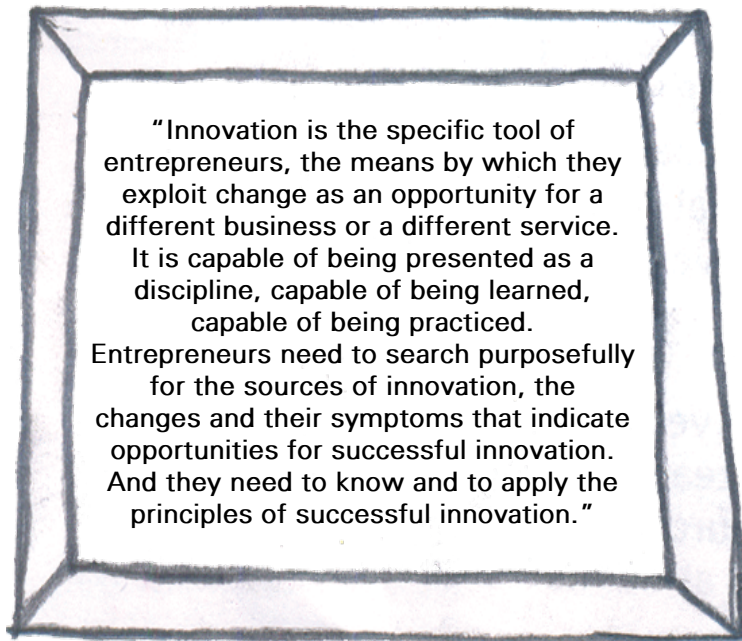 “Innovation is the specific tool of
entrepreneurs, the means by which they
exploit change as an opportunity for a
different business or a different service.
It is capable of being presented as a
discipline, capable of being learned,
capable of being practiced.
Entrepreneurs need to search purposefully
for the sources of innovation, the
changes and their symptoms that indicate
opportunities for successful innovation.
And they need to know and to apply the
principles of successful innovation.”